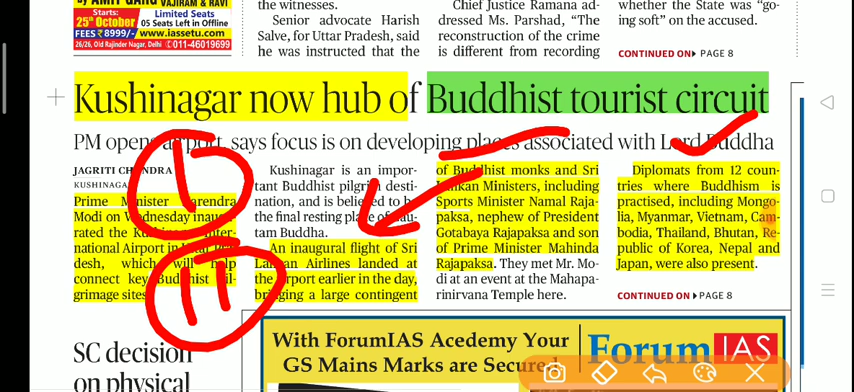 VAJIRAM & RAVI
Starts:
25th October
Limited Seats
05 Seats Left in Offline
FEES ₹ 8999/- www.iassetu.com
26/26, Old Rajinder Nagar, Delhi 011-46019699
the witnesses.
Senior advocate Harish
Salve, for Uttar Pradesh, said
he was instructed that the
Chief Justice Ramana ad-
dressed Ms. Parshad, “The
reconstruction of the crime
is different from recording
whether the State was “go-
ing soft” on the accused.
CONTINUED ON PAGE 8
Kushinagar now hub of Buddhist tourist circuit
PM opens airport, says focus is on developing places associated with Lord Buddha
JAGRITI CHANDRA
KUSHINAGAR
Prime Minister Narendra
Modi on Wednesday inaugu-
rated the Kushinagar Inter-
national Airport in Uttar Pra-
desh, which will help
connect key Buddhist pil-
grimage sites.
Kushinagar is an impor-
tant Buddhist pilgrim desti-
nation, and is believed to be
the final resting place of Gau-
tam Buddha.
An inaugural flight of Sri
Lankan Airlines landed at
the airport earlier in the day,
bringing a large contingent
of Buddhist monks and Sri
Lankan Ministers, including
Sports Minister Namal Raja-
paksa, nephew of President
Gotabaya Rajapaksa and son
of Prime Minister Mahinda
Rajapaksa. They met Mr. Mo-
di at an event at the Mahapa-
rinirvana Temple here.
Diplomats from 12 coun-
tries where Buddhism is
practised, including Mongo-
lia, Myanmar, Vietnam, Cam-
bodia, Thailand, Bhutan, Re-
public of Korea, Nepal and
Japan, were also present.
CONTINUED ON PAGE 8
SC decision
on physical
With ForumIAS Acedemy Your
GS Mains Marks are Secured
Forum IAS